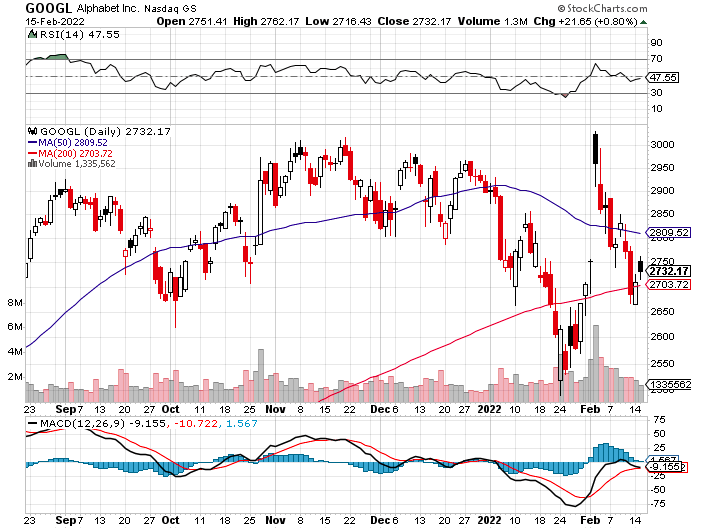 GOOGL Alphabet Inc. Nasdaq GS © StockCharts.com
15-Feb-2022 Open 2751.41 High 2762.17 Low 2716.43 Close 2732.17 Volume 1.3M Chg +21.65 (+0.80%)
RSI(14) 47.55
90
70
47.55
30
10
GOOGL (Daily) 2732.17
MA(50) 2809.52
MA(200) 2703.72
Volume 1,335,562
3000
2950
2900
2850
2809.52
2750
2732.17
2703.72
2650
2600
2550
1335562
8M
6M
4M
2M
23 Sep 7 13 20 27 Oct 11 18 25 Nov 8 15 22 Dec 6 13 20 27 2022 10 18 24 Feb 7 14
MACD(12,26,9) -9.155, -10.722, 1.567
75
50
25
1.567
-9.1552
-25
-50
-75
23 Sep 7 13 20 27 Oct 11 18 25 Nov 8 15 22 Dec 6 13 20 27 2022 10 18 24 Feb 7 14